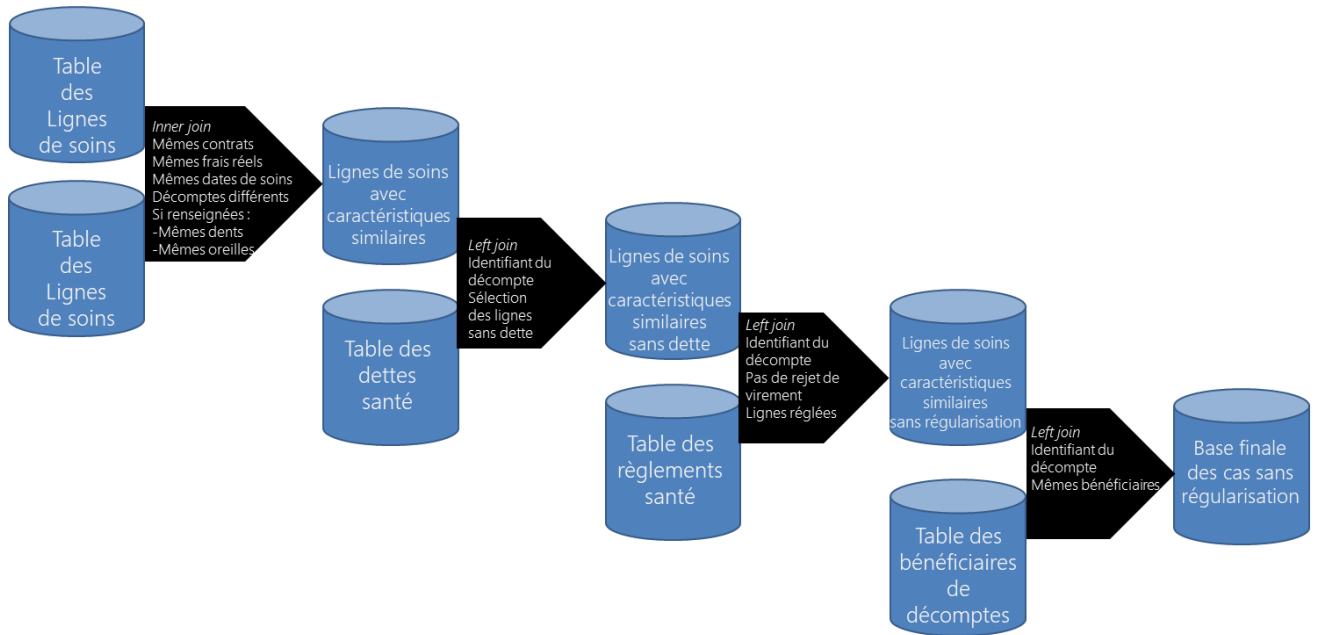 Table
des
Lignes
de soins
Table
des
Lignes
de soins
Inner join
Mêmes contrats
Mêmes frais réels
Mêmes dates de soins
Décomptes différents
Si renseignées :
-Mêmes dents
-Mêmes oreilles
Lignes de soins
avec
caractéristiques
similaires
Table des
dettes
santé
Left join
Identifiant du
décompte
Sélection
des lignes
sans dette
Lignes de soins
avec
caractéristiques
similaires
sans dette
Table des
règlements
santé
Left join
Identifiant du
décompte
Pas de rejet de
virement
Lignes réglées
Lignes de soins
avec
caractéristiques
similaires
sans régularisation
Table des
bénéficiaires
de
décomptes
Left join
Identifiant du
décompte
Mêmes bénéficiaires
Base finale
des cas sans
régularisation